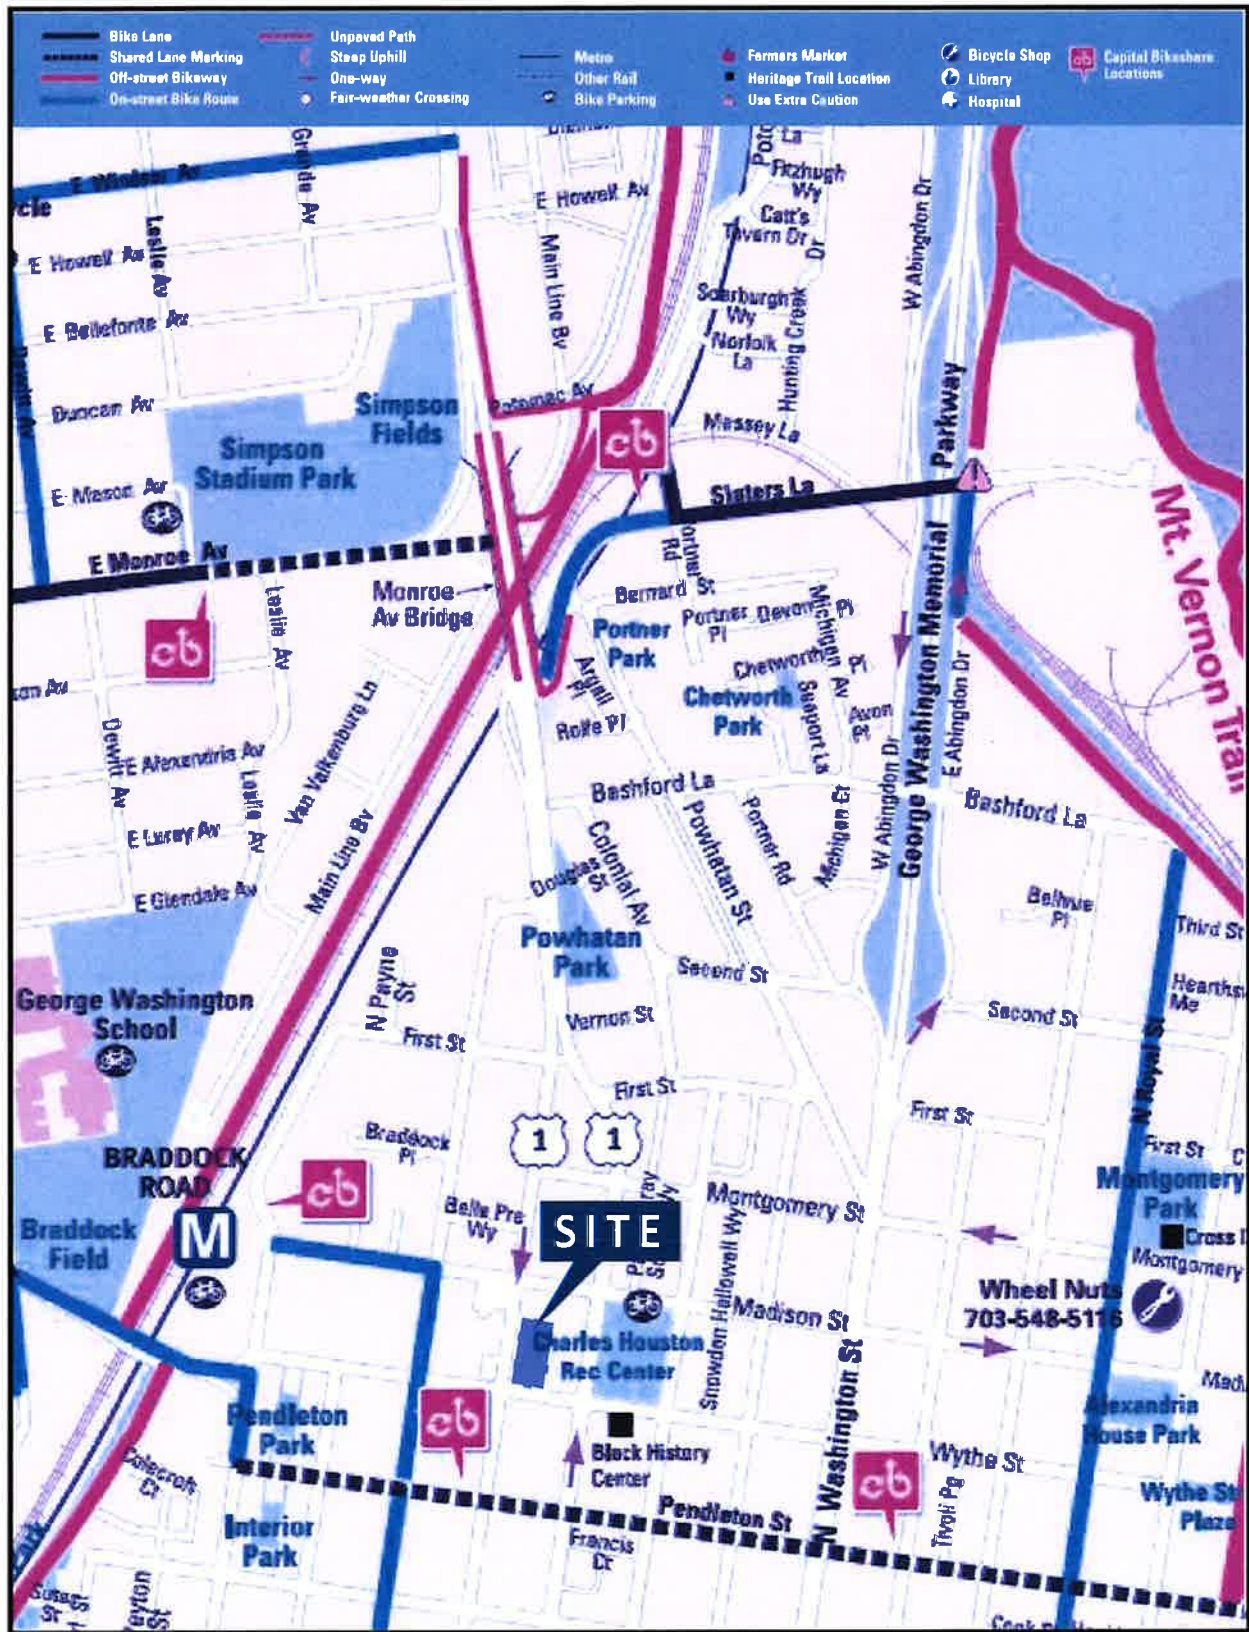 Bike Lane
Shared Lane Marking
Off-street Bikeway
On-street Bike Route
Unpaved Path
Steep Uphill
One-way
Fair-weather Crossing
Metro
Other Rail
Bike Parking
Farmers Market
Heritage Trail Location
Use Extra Caution
Bicycle Shop
Library
Hospital
cb
Capital Bikeshare
Locations
E Windsor Av
cle
E Howell Av
Leslie Av
E Bellefonte Av
Duncan Av
E Mason Av
E Monroe Av
E Howell Av
Main Line Bv
La
Fitzhugh
Wy
Catt's
Tavern Dr
Dr
Scarburgh
Wy
Norfolk
La
Hunting Creek
W Abingdon Dr
Simpson
Fields
Simpson
Stadium Park
Potomac Av
cb
Massey La
Slaters La
George Washington Memorial Parkway
Mt. Vernon Trail
Monroe
Av Bridge
cb
Leslie Av
Bernard St
Portner
Park
Portner
Pl
Devon Pl
Michigan Av
Chetworth Pl
Chetworth
Park
Seaport La
Avon
Pl
Argall
Pl
Rolfe Pl
W Abingdon Dr
E Abingdon Dr
Dewitt Av
E Alexandria Av
Leslie Av
Van Valkenburg Ln
E Luray Av
Main Line Bv
E Glendale Av
Bashford La
Bashford La
Colonial Av
Powhatan St
Portner Rd
Michigan Ct
Douglas
St
Powhatan
Park
Bellvue
Pl
Third St
Second St
Second St
N Payne
St
Vernon St
First St
First St
First St
First St
N Royal St
George Washington
School
BRADDOCK
ROAD
M
Braddock
Field
Braddock
Pl
cb
1
1
Belle Pre
Wy
SITE
Montgomery St
Snowden Hallowell Wy
Madison St
Charles Houston
Rec Center
Montgomery
Park
Montgomery
Wheel Nuts
703-548-5116
Alexandria
House Park
N Washington St
Pendleton
Park
cb
Black History
Center
cb
Wythe St
Tivoli Pg
Wythe St
Plaza
Colecroft
Ct
Interior
Park
Pendleton St
Francis
Ct